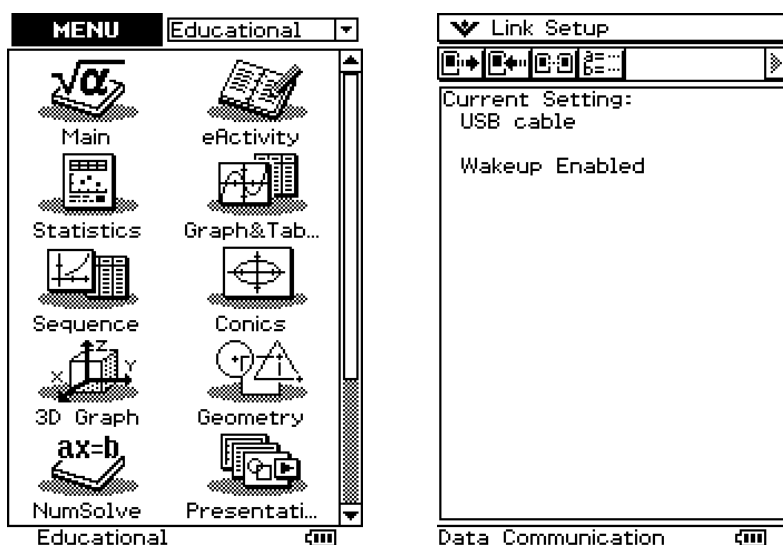 MENU Educational
√α
Main eActivity
Statistics Graph&Tab...
Sequence Conics
Z
X Y
3D Graph Geometry
ax=b
NumSolve Presentati...
Educational
Link Setup
Current Setting:
USB cable
Wakeup Enabled
Data Communication